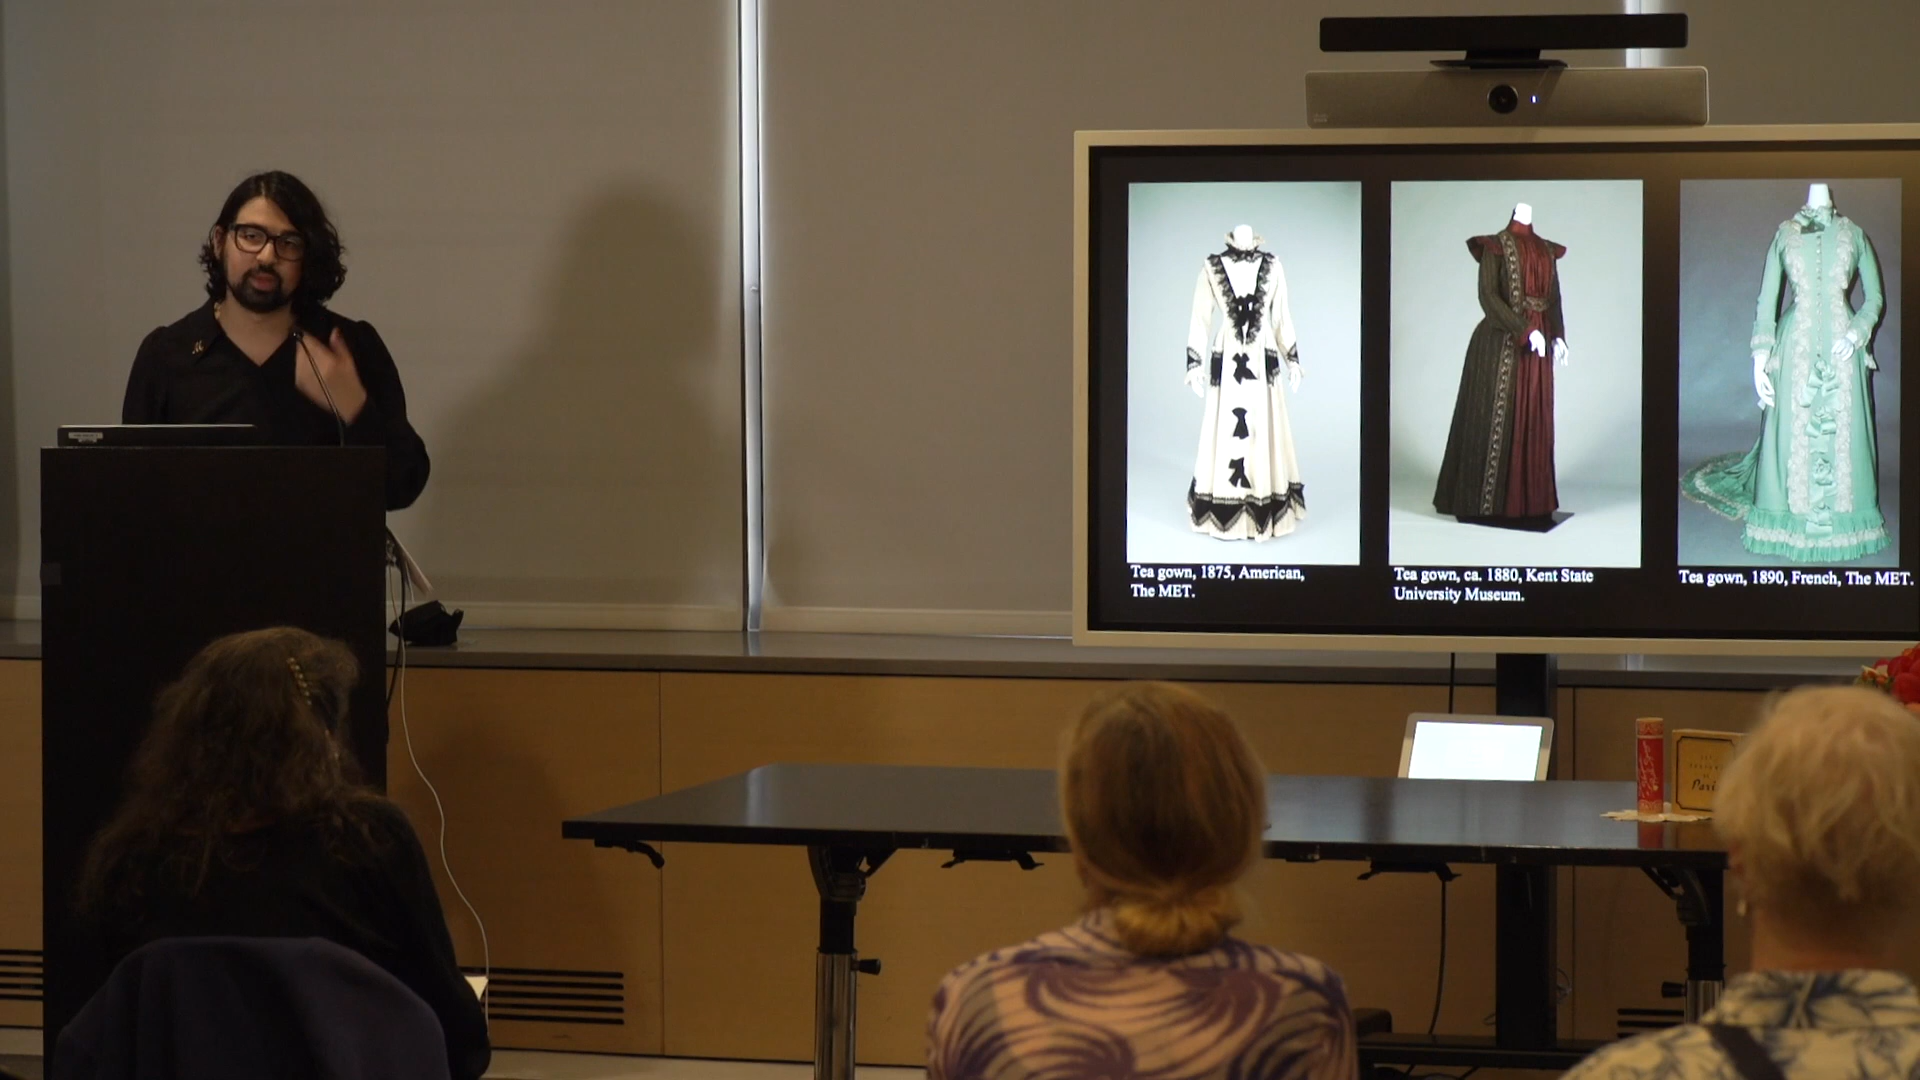 Tea gown, 1875, American,
The MET.
Tea gown, ca. 1880, Kent State
University Museum.
Tea gown, 1890, French, The MET.